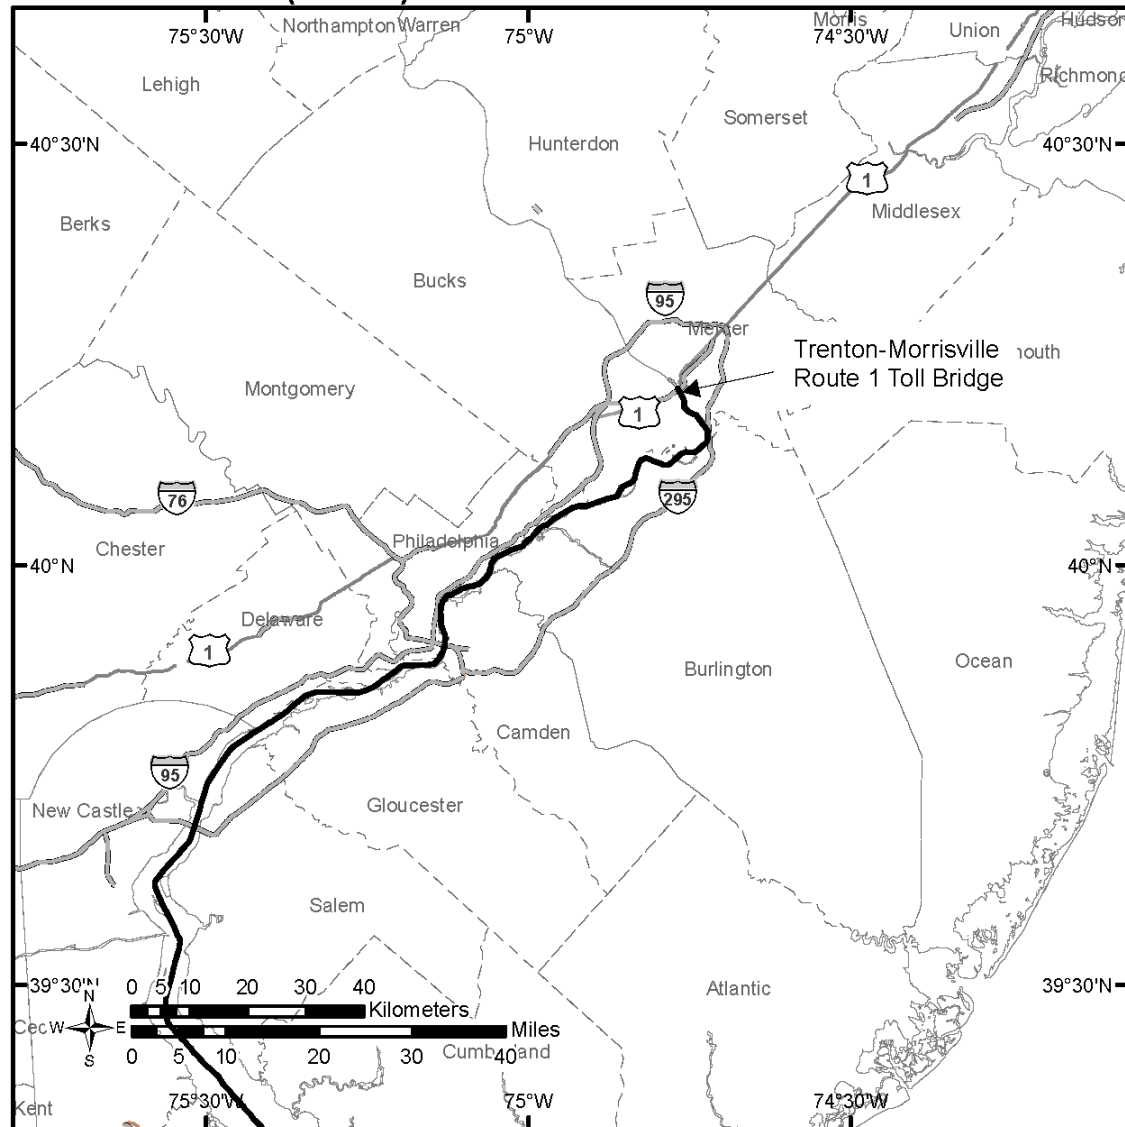 Northampton
Warren
Morris
Union
Hudson
75°30'W
75°W
74°30'W
Lehigh
Richmond
Somerset
40°30'N
Hunterdon
40°30'N
1
Middlesex
Berks
Bucks
95
Mercer
Trenton-Morrisville
Route 1 Toll Bridge
outh
Montgomery
1
76
295
Chester
Philadelphia
40°N
40°N
Delaware
1
Burlington
Ocean
Camden
95
New Castle
Gloucester
Salem
39°30'N
39°30'N
0 5 10 20 30 40
Kilometers
Atlantic
N
W E
S
Cec
Miles
0 5 10 20 30 40
Cumberland
Kent
75°30'W
75°W
74°30'W